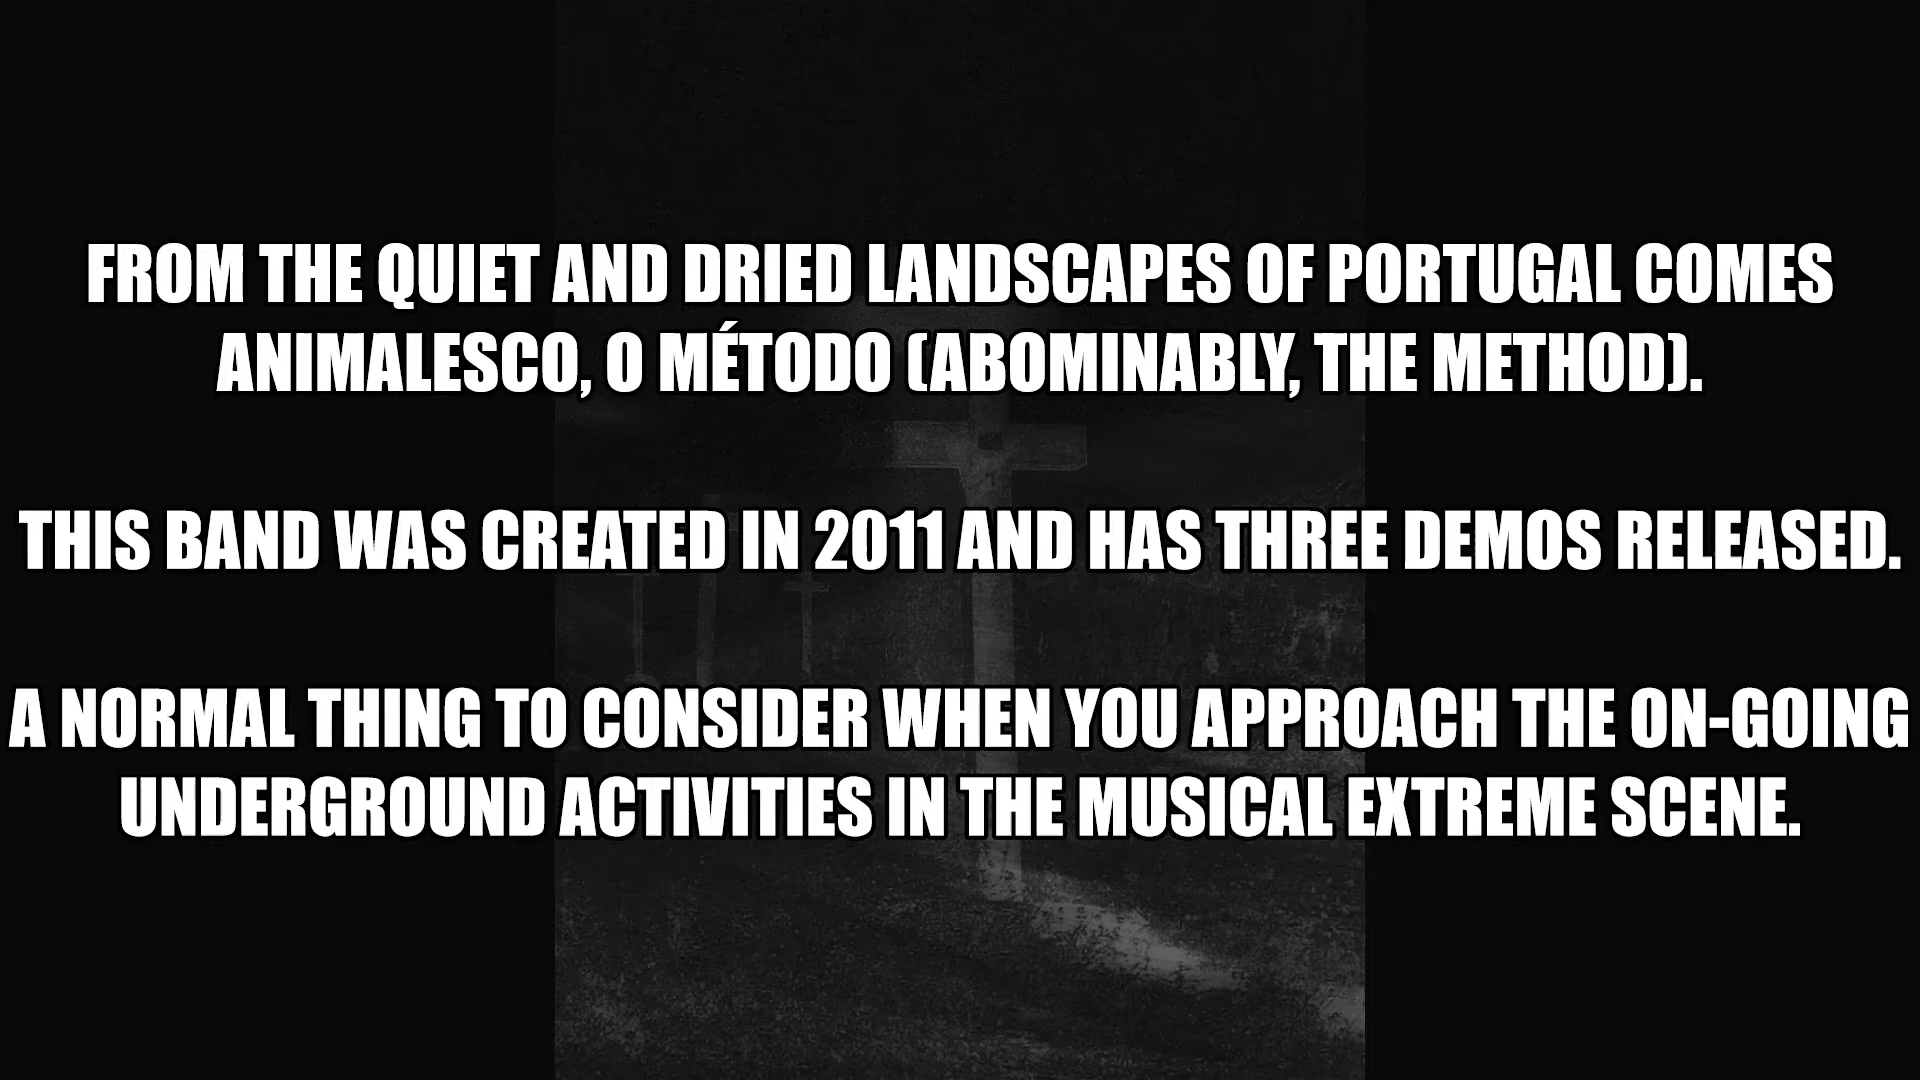 FROM THE QUIET AND DRIED LANDSCAPES OF PORTUGAL COMES
ANIMALESCO, O MÉTODO (ABOMINABLY, THE METHOD).
THIS BAND WAS CREATED IN 2011 AND HAS THREE DEMOS RELEASED.
A NORMAL THING TO CONSIDER WHEN YOU APPROACH THE ON-GOING
UNDERGROUND ACTIVITIES IN THE MUSICAL EXTREME SCENE.